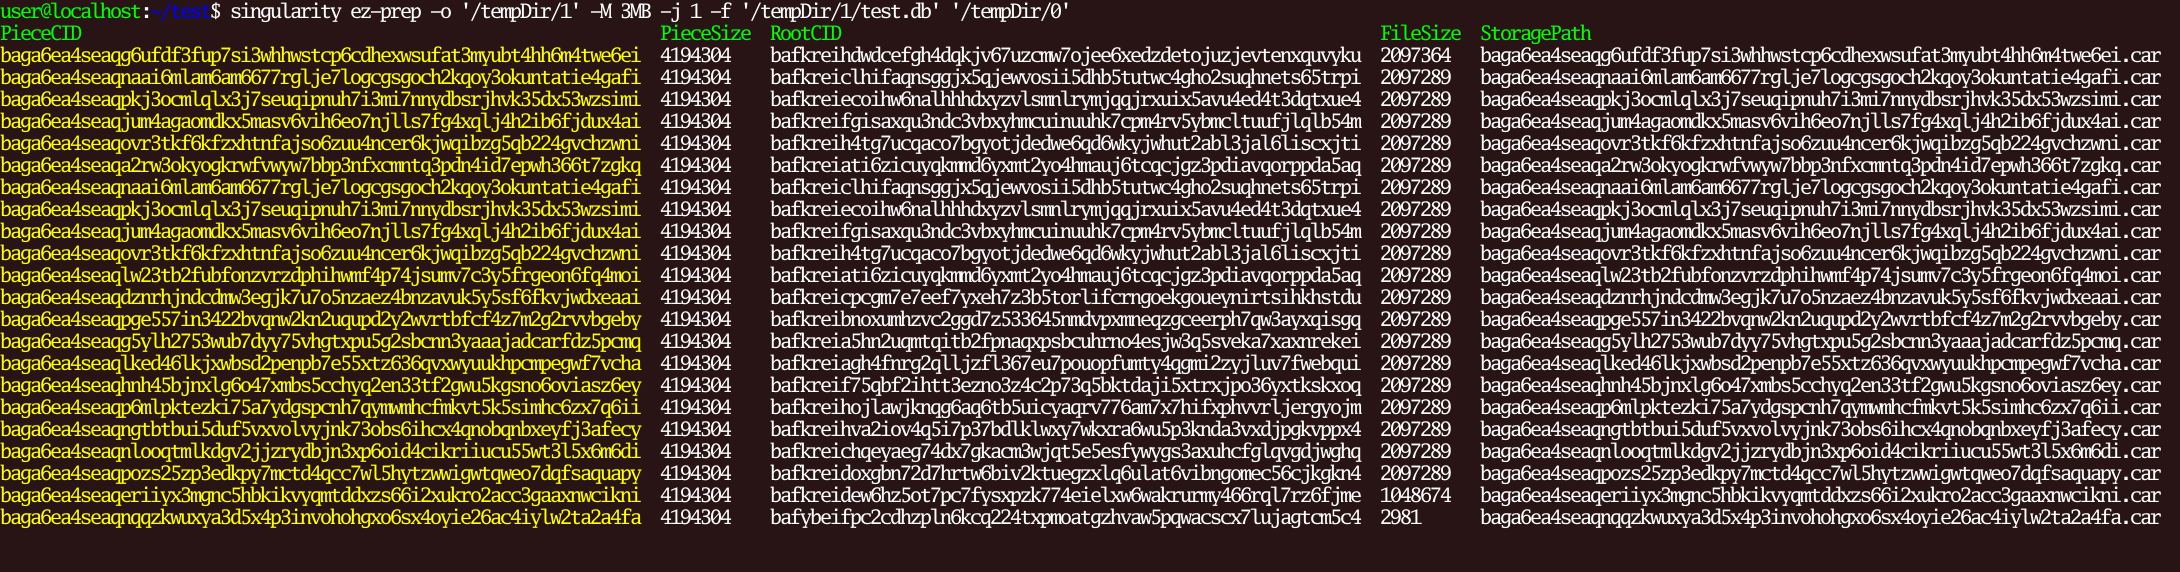 user@localhost:~/test$ singularity ez-prep -o '/tempDir/1' -M 3MB -j 1 -f '/tempDir/1/test.db' '/tempDir/0'
PieceCID PieceSize RootCID FileSize StoragePath
baga6ea4seaqg6ufdf3fup7si3whhwstcp6cdhexwsufat3myubt4hh6m4twe6ei 4194304 bafkreihdwdcefgh4dqkjv67uzcmw7ojee6xedzdetojuzjevtenxquvyku 2097364 baga6ea4seaqg6ufdf3fup7si3whhwstcp6cdhexwsufat3myubt4hh6m4twe6ei.car
baga6ea4seaqnaai6mlam6am6677rglje7logcgsgoch2kqoy3okuntatie4gafi 4194304 bafkreiclhifaqnsggjx5qjewvosii5dhb5tutwc4gho2suqhnets65trpi 2097289 baga6ea4seaqnaai6mlam6am6677rglje7logcgsgoch2kqoy3okuntatie4gafi.car
baga6ea4seaqpkj3ocmlqlx3j7seuqipnuh7i3mi7nnydbsrjhvk35dx53wzsimi 4194304 bafkreiecoihw6nalhhhdxyzvlsmnlrymjqqjrxuix5avu4ed4t3dqtxue4 2097289 baga6ea4seaqpkj3ocmlqlx3j7seuqipnuh7i3mi7nnydbsrjhvk35dx53wzsimi.car
baga6ea4seaqjum4agaomdkx5masv6vih6eo7njlls7fg4xqlj4h2ib6fjdux4ai 4194304 bafkreifgisaxqu3ndc3vbxyhmcuinuuhk7cpm4rv5ybmcltuufjlqlb54m 2097289 baga6ea4seaqjum4agaomdkx5masv6vih6eo7njlls7fg4xqlj4h2ib6fjdux4ai.car
baga6ea4seaqovr3tkf6kfzxhtnfajso6zuu4ncer6kjwqibzg5qb224gvchzwni 4194304 bafkreih4tg7ucqaco7bgyotjdedwe6qd6wkyjwhut2abl3jal6liscxjti 2097289 baga6ea4seaqovr3tkf6kfzxhtnfajso6zuu4ncer6kjwqibzg5qb224gvchzwni.car
baga6ea4seaqa2rw3okyogkrwfvwyw7bbp3nfxcmntq3pdn4id7epwh366t7zgkq 4194304 bafkreiati6zicuyqkmmd6yxmt2yo4hmauj6tcqcjgz3pdiavqorppda5aq 2097289 baga6ea4seaqa2rw3okyogkrwfvwyw7bbp3nfxcmntq3pdn4id7epwh366t7zgkq.car
baga6ea4seaqnaai6mlam6am6677rglje7logcgsgoch2kqoy3okuntatie4gafi 4194304 bafkreiclhifaqnsggjx5qjewvosii5dhb5tutwc4gho2suqhnets65trpi 2097289 baga6ea4seaqnaai6mlam6am6677rglje7logcgsgoch2kqoy3okuntatie4gafi.car
baga6ea4seaqpkj3ocmlqlx3j7seuqipnuh7i3mi7nnydbsrjhvk35dx53wzsimi 4194304 bafkreiecoihw6nalhhhdxyzvlsmnlrymjqqjrxuix5avu4ed4t3dqtxue4 2097289 baga6ea4seaqpkj3ocmlqlx3j7seuqipnuh7i3mi7nnydbsrjhvk35dx53wzsimi.car
baga6ea4seaqjum4agaomdkx5masv6vih6eo7njlls7fg4xqlj4h2ib6fjdux4ai 4194304 bafkreifgisaxqu3ndc3vbxyhmcuinuuhk7cpm4rv5ybmcltuufjlqlb54m 2097289 baga6ea4seaqjum4agaomdkx5masv6vih6eo7njlls7fg4xqlj4h2ib6fjdux4ai.car
baga6ea4seaqovr3tkf6kfzxhtnfajso6zuu4ncer6kjwqibzg5qb224gvchzwni 4194304 bafkreih4tg7ucqaco7bgyotjdedwe6qd6wkyjwhut2abl3jal6liscxjti 2097289 baga6ea4seaqovr3tkf6kfzxhtnfajso6zuu4ncer6kjwqibzg5qb224gvchzwni.car
baga6ea4seaqlw23tb2fubfonzvrzdphihwmf4p74jsumv7c3y5frgeon6fq4moi 4194304 bafkreiati6zicuyqkmmd6yxmt2yo4hmauj6tcqcjgz3pdiavqorppda5aq 2097289 baga6ea4seaqlw23tb2fubfonzvrzdphihwmf4p74jsumv7c3y5frgeon6fq4moi.car
baga6ea4seaqdznrhjndcdmw3egjk7u7o5nzaez4bnzavuk5y5sf6fkvjwdxeaai 4194304 bafkreicpcgm7e7eef7yxeh7z3b5torlifcrngoekgoueynirtsihkhstdu 2097289 baga6ea4seaqdznrhjndcdmw3egjk7u7o5nzaez4bnzavuk5y5sf6fkvjwdxeaai.car
baga6ea4seaqpge557in3422bvqnw2kn2uqupd2y2wvrtbfcf4z7m2g2rvvbgeby 4194304 bafkreibnoxumhzvc2ggd7z533645nmdvpxmneqzgceerph7qw3ayxqisgq 2097289 baga6ea4seaqpge557in3422bvqnw2kn2uqupd2y2wvrtbfcf4z7m2g2rvvbgeby.car
baga6ea4seaqg5ylh2753wub7dyy75vhgtxpu5g2sbcnn3yaaajadcarfdz5pcmq 4194304 bafkreia5hn2uqmtqitb2fpnaqxpsbcuhrno4esjw3q5sveka7xaxnrekei 2097289 baga6ea4seaqg5ylh2753wub7dyy75vhgtxpu5g2sbcnn3yaaajadcarfdz5pcmq.car
baga6ea4seaqlked46lkjxwbsd2penpb7e55xtz636qvxwyuukhpcmpegwf7vcha 4194304 bafkreiagh4fnrg2qlljzfl367eu7pouopfumty4qgmi2zyjluv7fwebqui 2097289 baga6ea4seaqlked46lkjxwbsd2penpb7e55xtz636qvxwyuukhpcmpegwf7vcha.car
baga6ea4seaqhnh45bjnxlg6o47xmbs5cchyq2en33tf2gwu5kgsno6oviasz6ey 4194304 bafkreif75qbf2ihtt3ezno3z4c2p73q5bktdaji5xtrxjpo36yxtkskxoq 2097289 baga6ea4seaqhnh45bjnxlg6o47xmbs5cchyq2en33tf2gwu5kgsno6oviasz6ey.car
baga6ea4seaqp6mlpktezki75a7ydgspcnh7qymwmhcfmkvt5k5simhc6zx7q6ii 4194304 bafkreihojlawjknqg6aq6tb5uicyaqrv776am7x7hifxphvvrljergyojm 2097289 baga6ea4seaqp6mlpktezki75a7ydgspcnh7qymwmhcfmkvt5k5simhc6zx7q6ii.car
baga6ea4seaqngtbtbui5duf5vxvolvyjnk73obs6ihcx4qnobqnbxeyfj3afecy 4194304 bafkreihva2iov4q5i7p37bdlklwxy7wkxra6wu5p3knda3vxdjpgkvppx4 2097289 baga6ea4seaqngtbtbui5duf5vxvolvyjnk73obs6ihcx4qnobqnbxeyfj3afecy.car
baga6ea4seaqnlooqtmlkdgv2jjzrydbjn3xp6oid4cikriiucu55wt3l5x6m6di 4194304 bafkreichqeyaeg74dx7gkacm3wjqt5e5esfywygs3axuhcfglqvgdjwghq 2097289 baga6ea4seaqnlooqtmlkdgv2jjzrydbjn3xp6oid4cikriiucu55wt3l5x6m6di.car
baga6ea4seaqpozs25zp3edkpy7mctd4qcc7wl5hytzwwigwtqweo7dqfsaquapy 4194304 bafkreidoxgbn72d7hrtw6biv2ktuegzxlq6ulat6vibngomec56cjkgkn4 2097289 baga6ea4seaqpozs25zp3edkpy7mctd4qcc7wl5hytzwwigwtqweo7dqfsaquapy.car
baga6ea4seaqeriiyx3mgnc5hbkikvyqmtddxzs66i2xukro2acc3gaaxnwcikni 4194304 bafkreidew6hz5ot7pc7fysxpzk774eielxw6wakrurmy466rql7rz6fjme 1048674 baga6ea4seaqeriiyx3mgnc5hbkikvyqmtddxzs66i2xukro2acc3gaaxnwcikni.car
baga6ea4seaqnqqzkwuxya3d5x4p3invohohgxo6sx4oyie26ac4iylw2ta2a4fa 4194304 bafybeifpc2cdhzpln6kcq224txpmoatgzhvaw5pqwacscx7lujagtcm5c4 2981 baga6ea4seaqnqqzkwuxya3d5x4p3invohohgxo6sx4oyie26ac4iylw2ta2a4fa.car